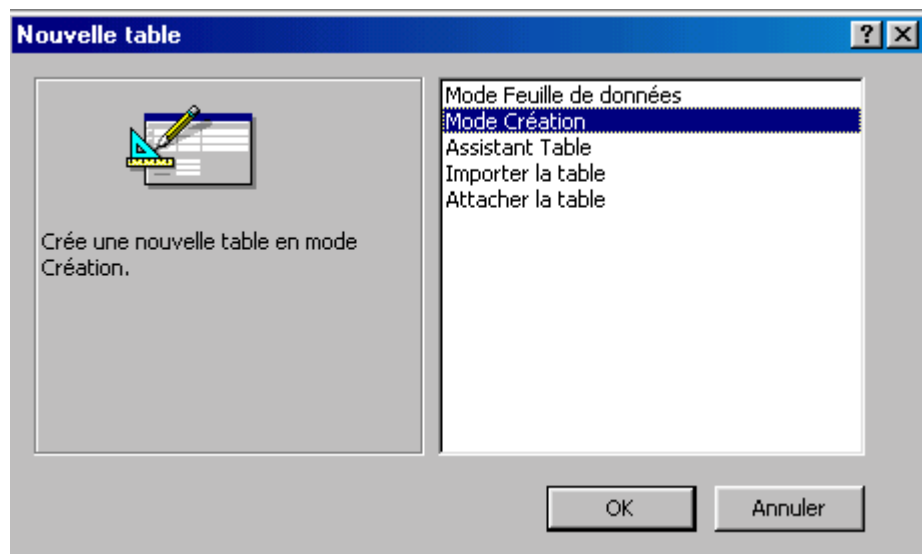 Nouvelle table
Crée une nouvelle table en mode
Création.
Mode Feuille de données
Mode Création
Assistant Table
Importer la table
Attacher la table
OK
Annuler